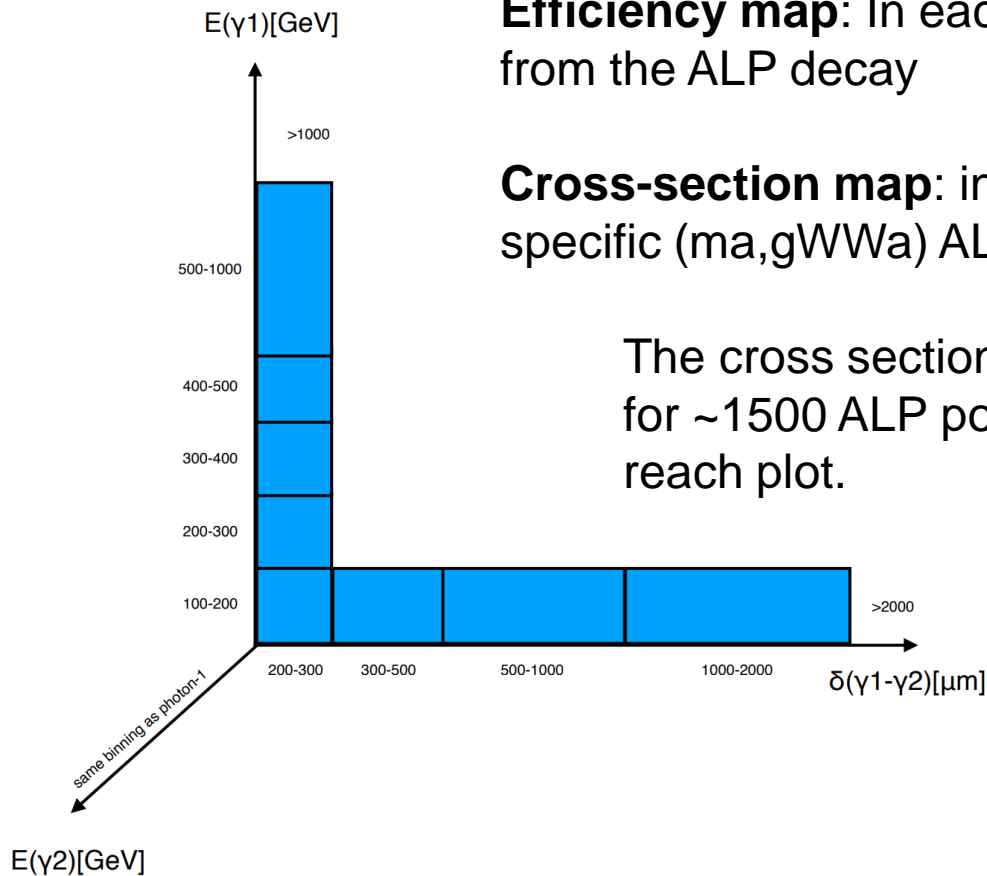 E(γ1)[GeV]
Efficiency map: In eac
from the ALP decay
>1000
Cross-section map: in
specific (ma,gWWa) AL
500-1000
The cross section
for ~1500 ALP po
reach plot.
400-500
300-400
200-300
100-200
>2000
200-300 300-500 500-1000 1000-2000
δ(γ1-γ2)[μm]
same binning as photon-1
E(γ2)[GeV]